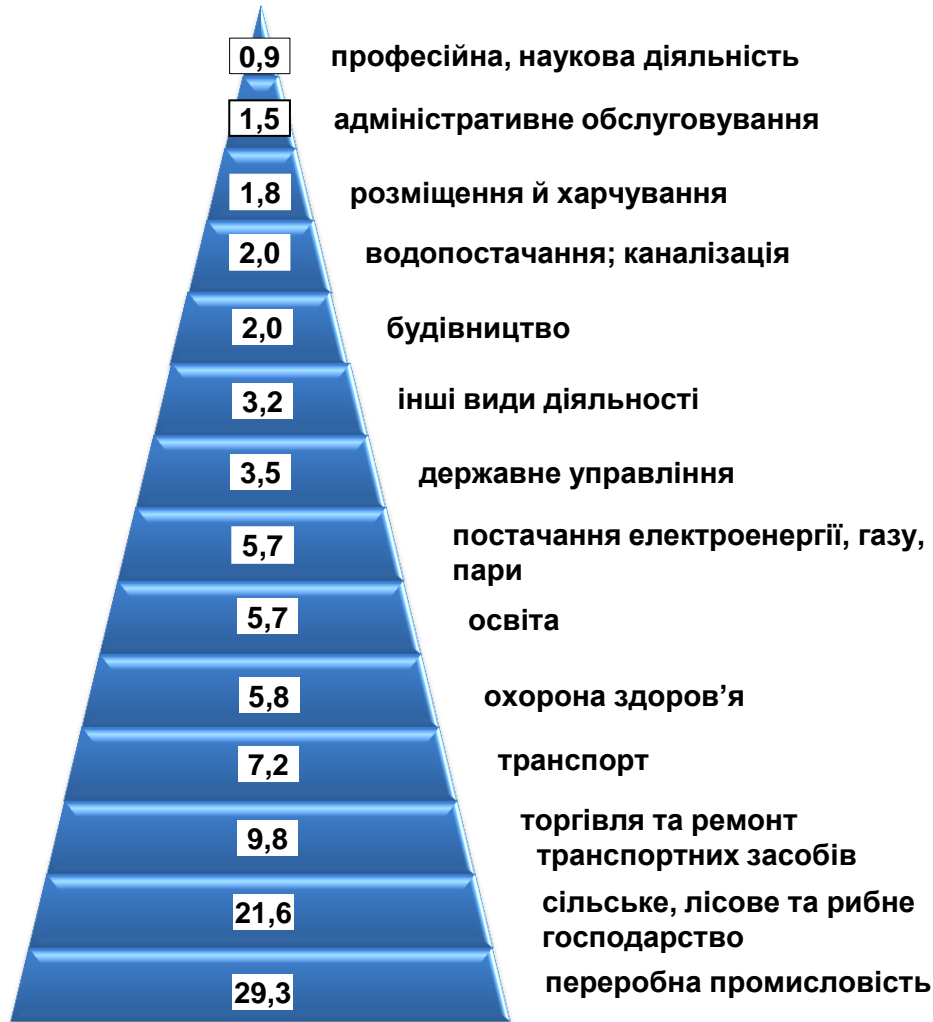 0,9 професійна, наукова діяльність
1,5 адміністративне обслуговування
1,8 розміщення й харчування
2,0 водопостачання; каналізація
2,0 будівництво
3,2 інші види діяльності
3,5 державне управління
5,7 постачання електроенергії, газу,
пари
5,7 освіта
5,8 охорона здоров’я
7,2 транспорт
9,8 торгівля та ремонт
транспортних засобів
21,6 сільське, лісове та рибне
господарство
29,3 переробна промисловість